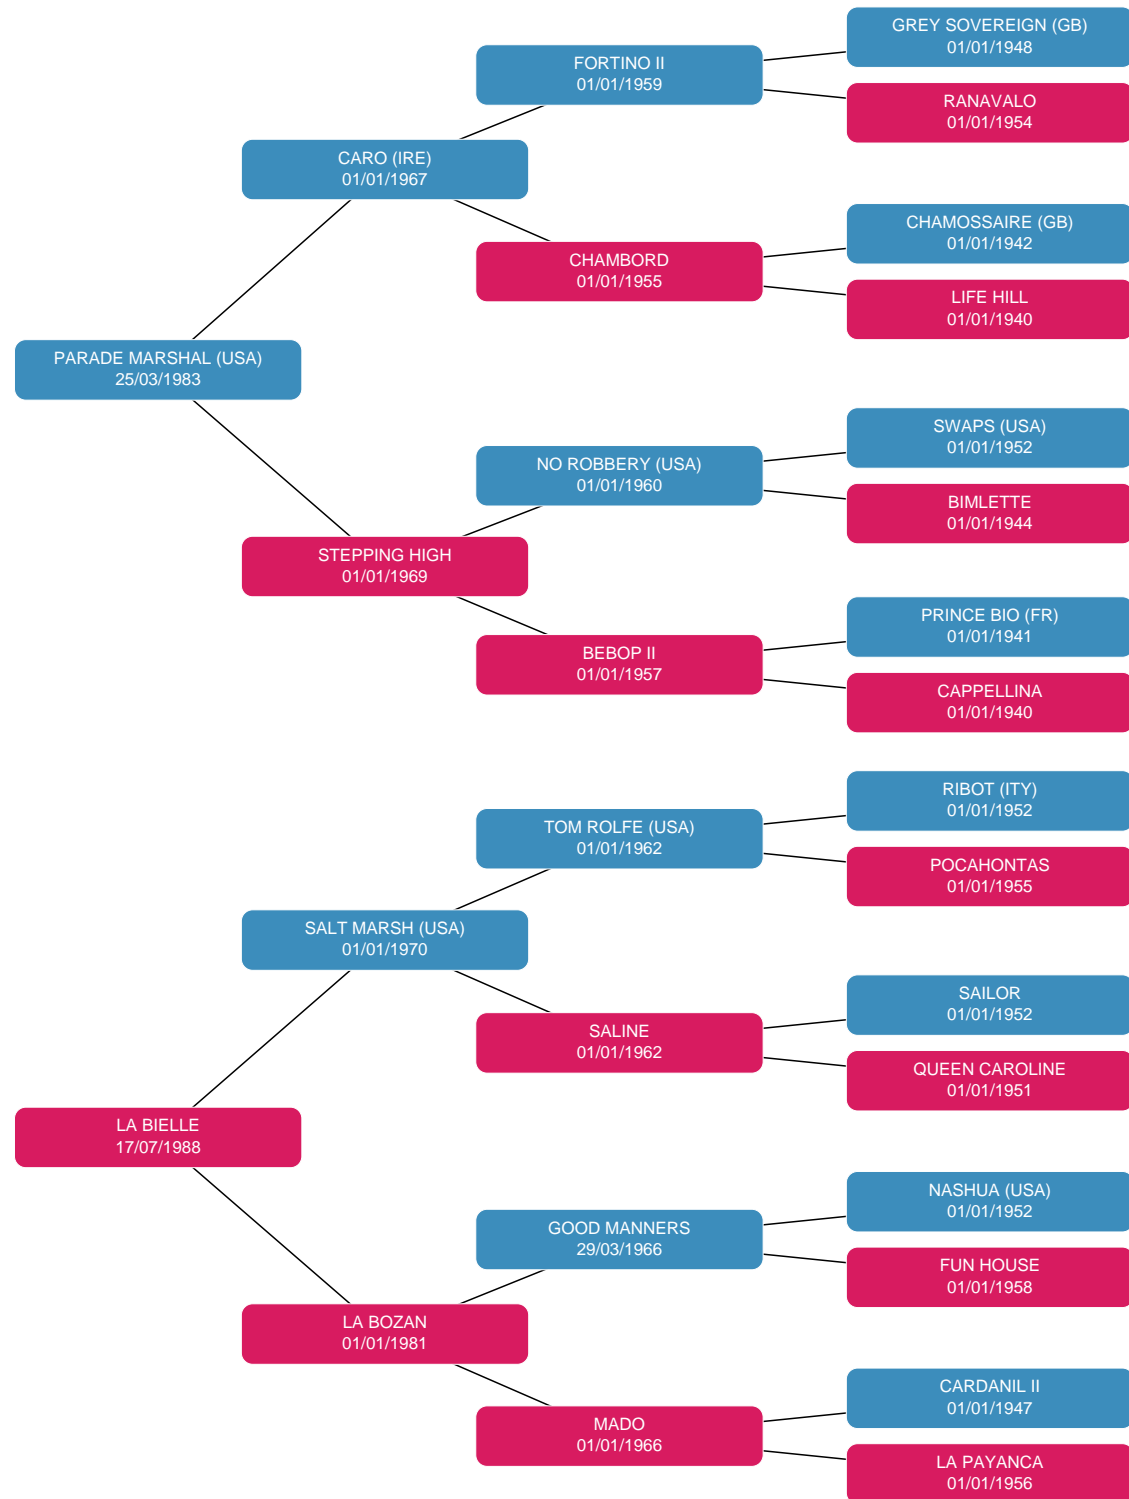 GREY SOVEREIGN (GB)
01/01/1948
FORTINO II
01/01/1959
RANAVALO
01/01/1954
CARO (IRE)
01/01/1967
CHAMOSSAIRE (GB)
01/01/1942
CHAMBORD
01/01/1955
LIFE HILL
01/01/1940
PARADE MARSHAL (USA)
25/03/1983
SWAPS (USA)
01/01/1952
NO ROBBERY (USA)
01/01/1960
BIMLETTE
01/01/1944
STEPPING HIGH
01/01/1969
PRINCE BIO (FR)
01/01/1941
BEBOP II
01/01/1957
CAPPELLINA
01/01/1940
RIBOT (ITY)
01/01/1952
TOM ROLFE (USA)
01/01/1962
POCAHONTAS
01/01/1955
SALT MARSH (USA)
01/01/1970
SAILOR
01/01/1952
SALINE
01/01/1962
QUEEN CAROLINE
01/01/1951
LA BIELLE
17/07/1988
NASHUA (USA)
01/01/1952
GOOD MANNERS
29/03/1966
FUN HOUSE
01/01/1958
LA BOZAN
01/01/1981
CARDANIL II
01/01/1947
MADO
01/01/1966
LA PAYANCA
01/01/1956